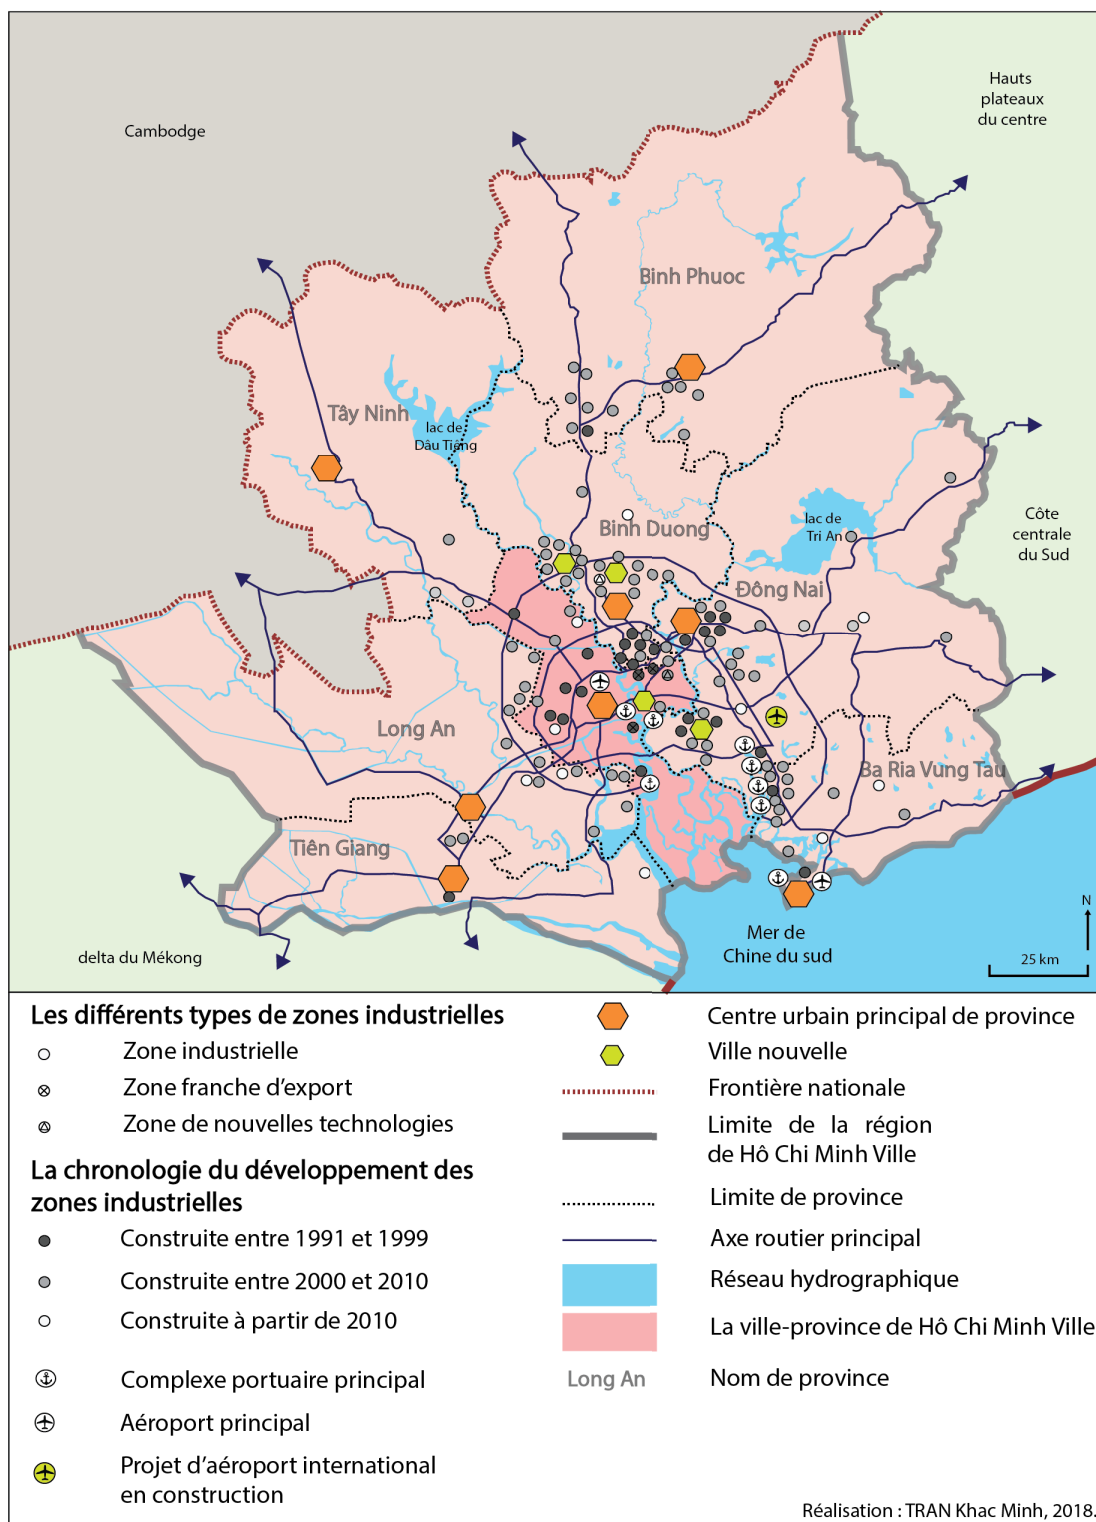 Cambodge
Hauts
plateaux
du centre
Binh Phuoc
Tây Ninh
lac de
Dâu Tiêng
lac de
Tri An
Binh Duong
Côte
centrale
du Sud
Đông Nai
Long An
Ba Ria Vung Tau
Tiên Giang
delta du Mékong
Mer de
Chine du sud
N
25 km
Les différents types de zones industrielles
Zone industrielle
Zone franche d'export
Zone de nouvelles technologies
La chronologie du développement des
zones industrielles
Construite entre 1991 et 1999
Construite entre 2000 et 2010
Construite à partir de 2010
Complexe portuaire principal
Aéroport principal
Projet d'aéroport international
en construction
Centre urbain principal de province
Ville nouvelle
Frontière nationale
Limite de la région
de Hô Chi Minh Ville
Limite de province
Axe routier principal
Réseau hydrographique
La ville-province de Hô Chi Minh Ville
Long An
Nom de province
Réalisation : TRAN Khac Minh, 2018.